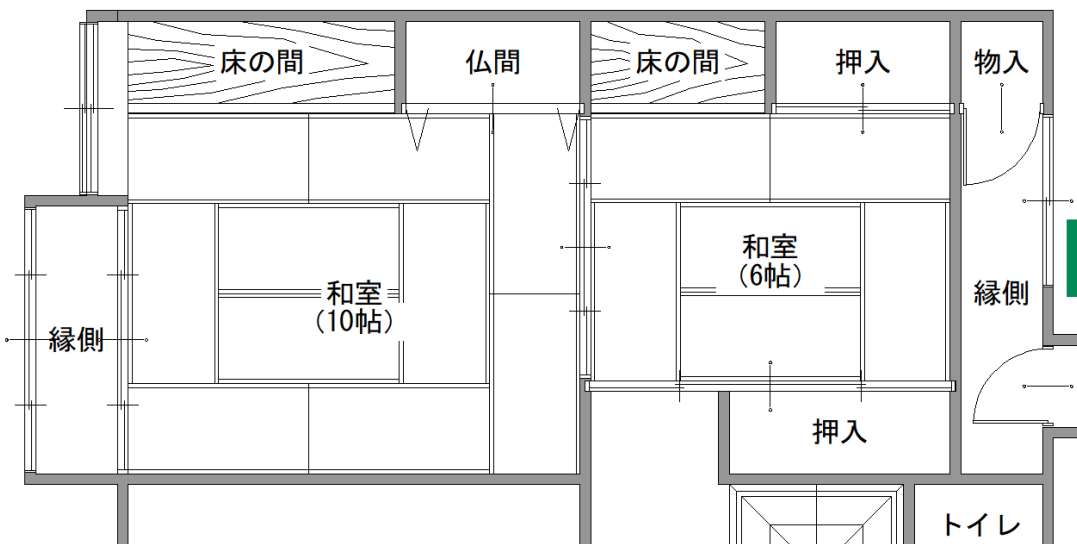 床の間
仏間
床の間
押入
物入
和室
(6帖)
和室
(10帖)
縁側
縁側
押入
トイレ